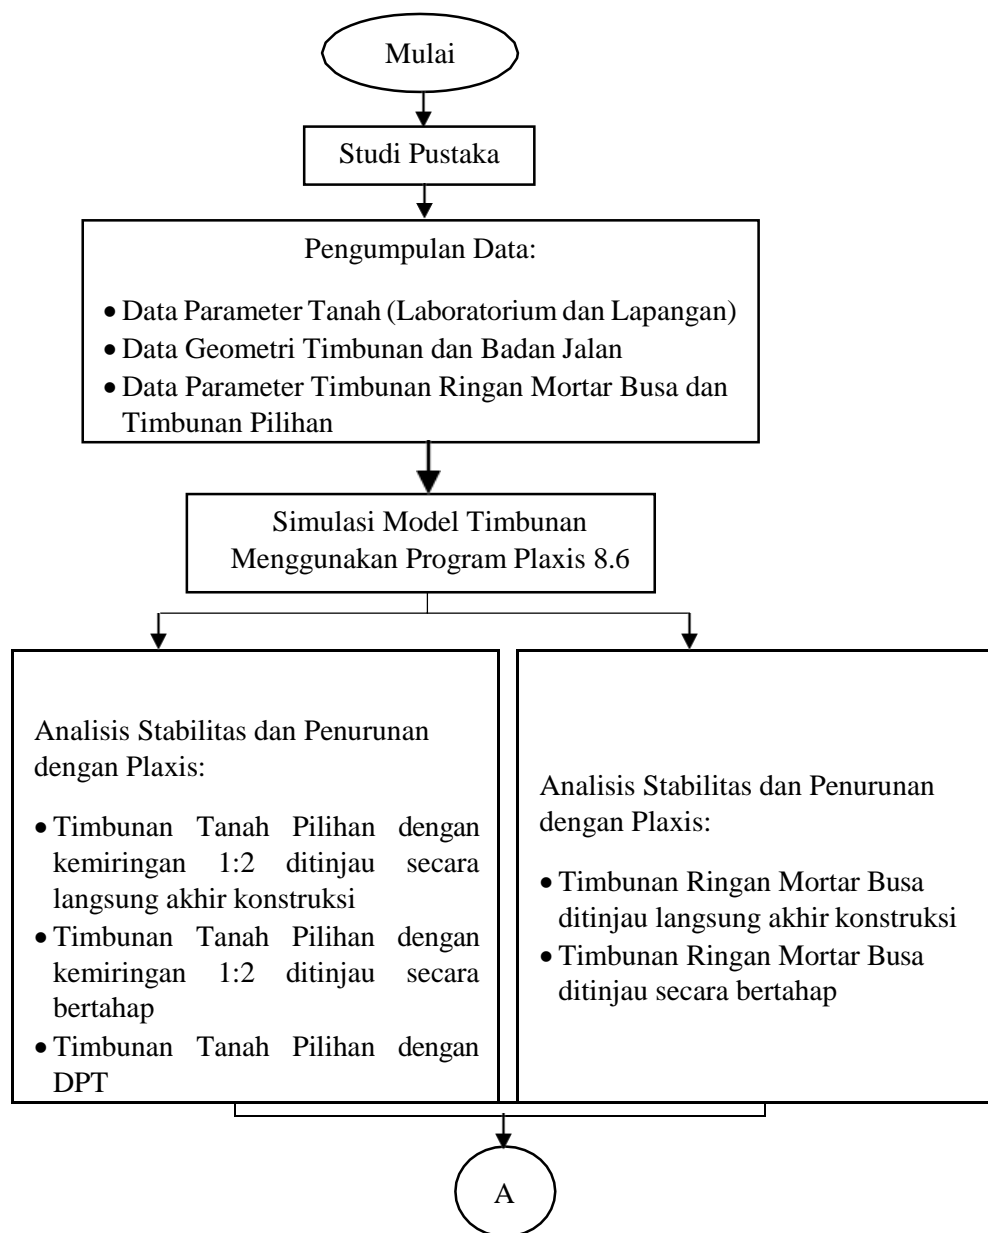 Mulai
Studi Pustaka
Pengumpulan Data:
• Data Parameter Tanah (Laboratorium dan Lapangan)
• Data Geometri Timbunan dan Badan Jalan
• Data Parameter Timbunan Ringan Mortar Busa dan
Timbunan Pilihan
Simulasi Model Timbunan
Menggunakan Program Plaxis 8.6
Analisis Stabilitas dan Penurunan
dengan Plaxis:
• Timbunan Tanah Pilihan dengan
kemiringan 1:2 ditinjau secara
langsung akhir konstruksi
• Timbunan Tanah Pilihan dengan
kemiringan 1:2 ditinjau secara
bertahap
• Timbunan Tanah Pilihan dengan
DPT
Analisis Stabilitas dan Penurunan
dengan Plaxis:
• Timbunan Ringan Mortar Busa
ditinjau langsung akhir konstruksi
• Timbunan Ringan Mortar Busa
ditinjau secara bertahap
A